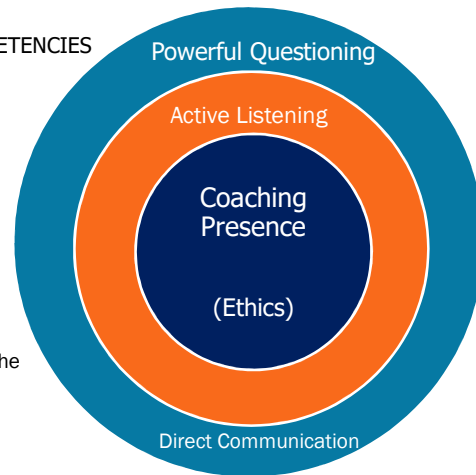 ETENCIES
Powerful Questioning
Active Listening
Coaching
Presence
(Ethics)
he
Direct Communication